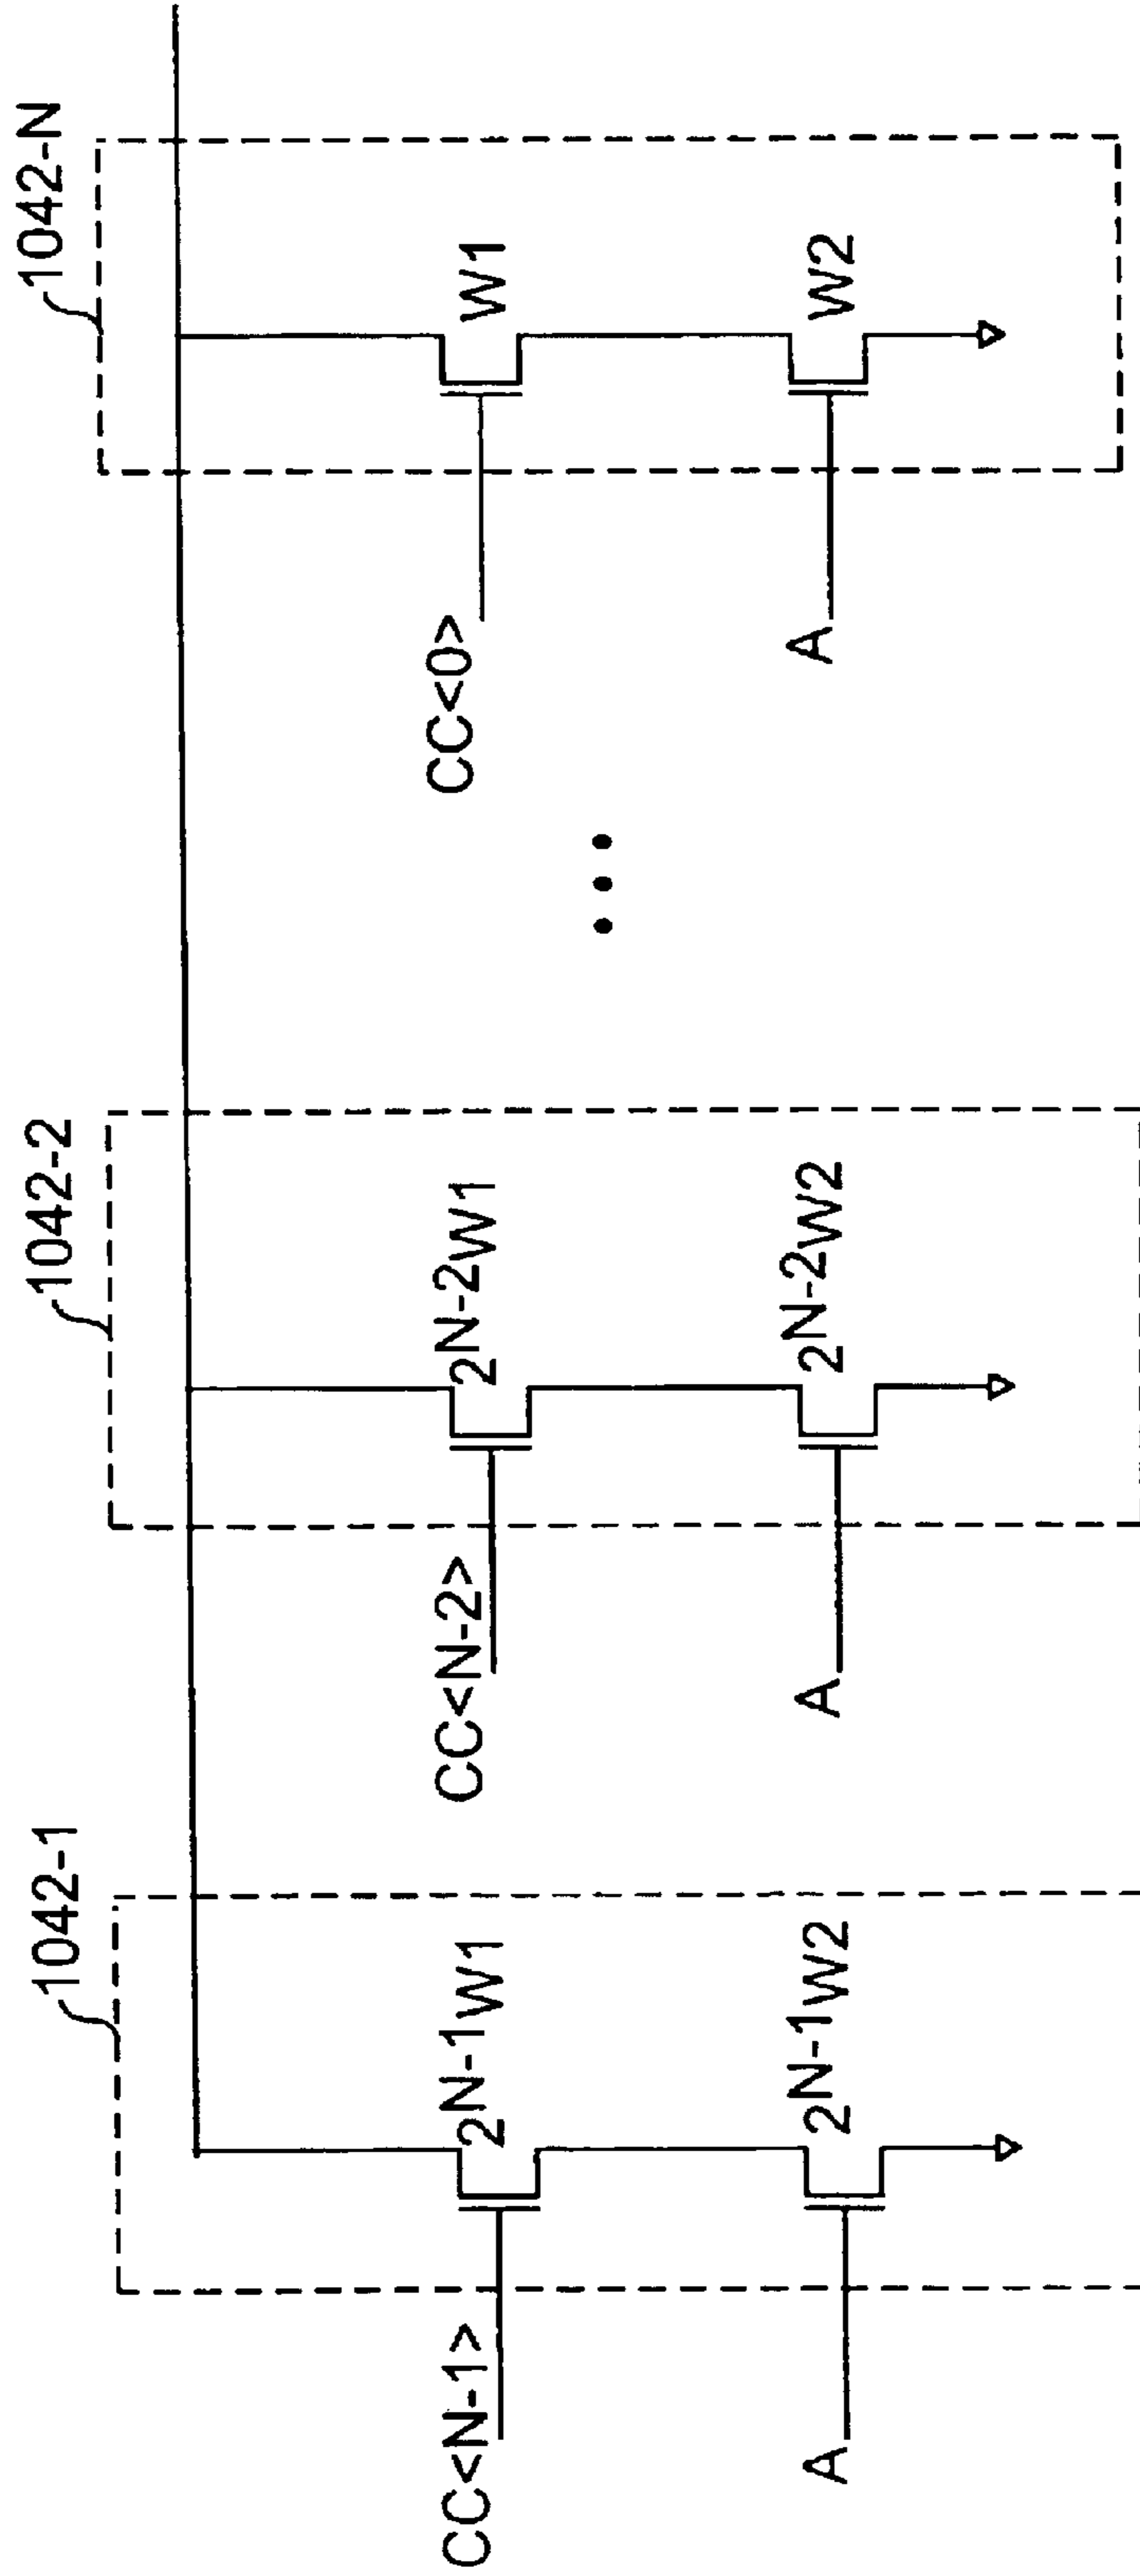 1042-1
1042-2
1042-N
CC<N-1>
2N-1W1
CC<N-2>
2N-2W1
CC<0>
W1
A
2N-1W2
A
2N-2W2
A
W2